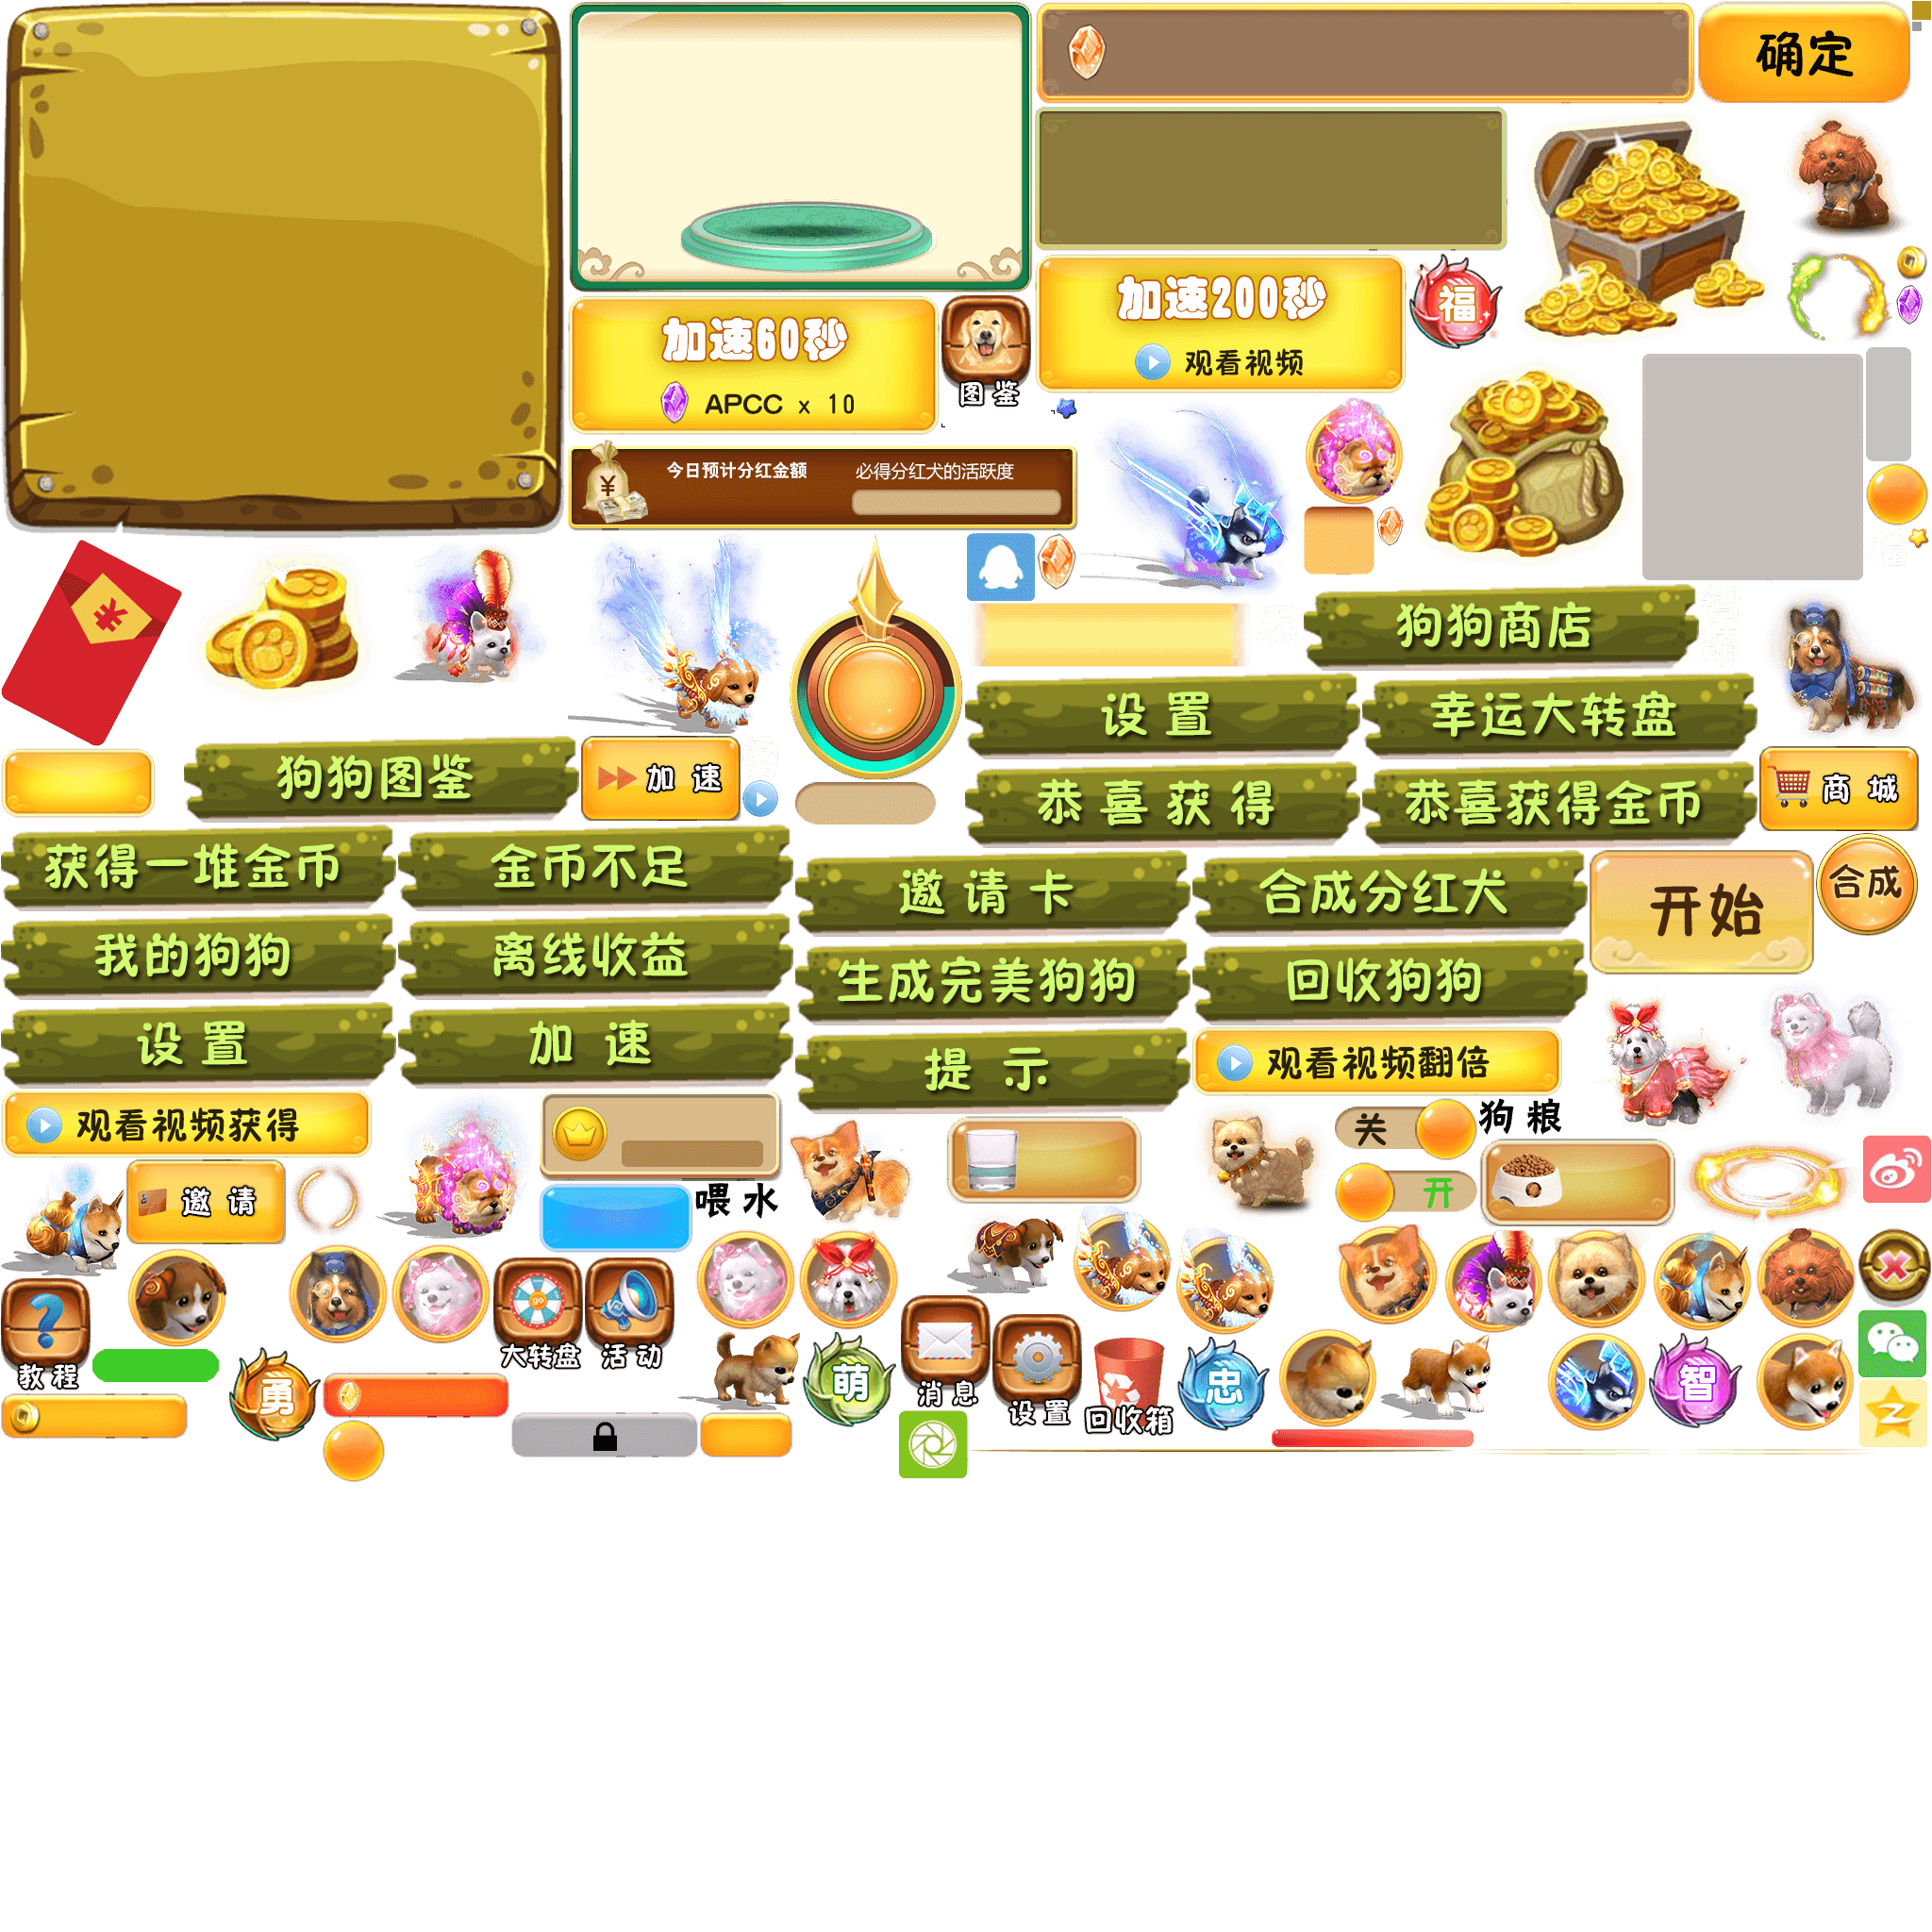 确定
加速60秒
APCC x 10
图鉴
加速200秒
观看视频
福
今日预计分红金额
必得分红犬的活跃度
¥
¥
狗狗商店
设置
幸运大转盘
狗狗图鉴
加 速
恭喜获得
恭喜获得金币
商 城
获得一堆金币
金币不足
邀请卡
合成分红犬
开始
合成
我的狗狗
离线收益
生成完美狗狗
回收狗狗
设置
加 速
提 示
观看视频翻倍
观看视频获得
关
狗 粮
邀 请
喂 水
开
教程
go
大转盘
活动
勇
萌
消息
设置
回收箱
忠
智